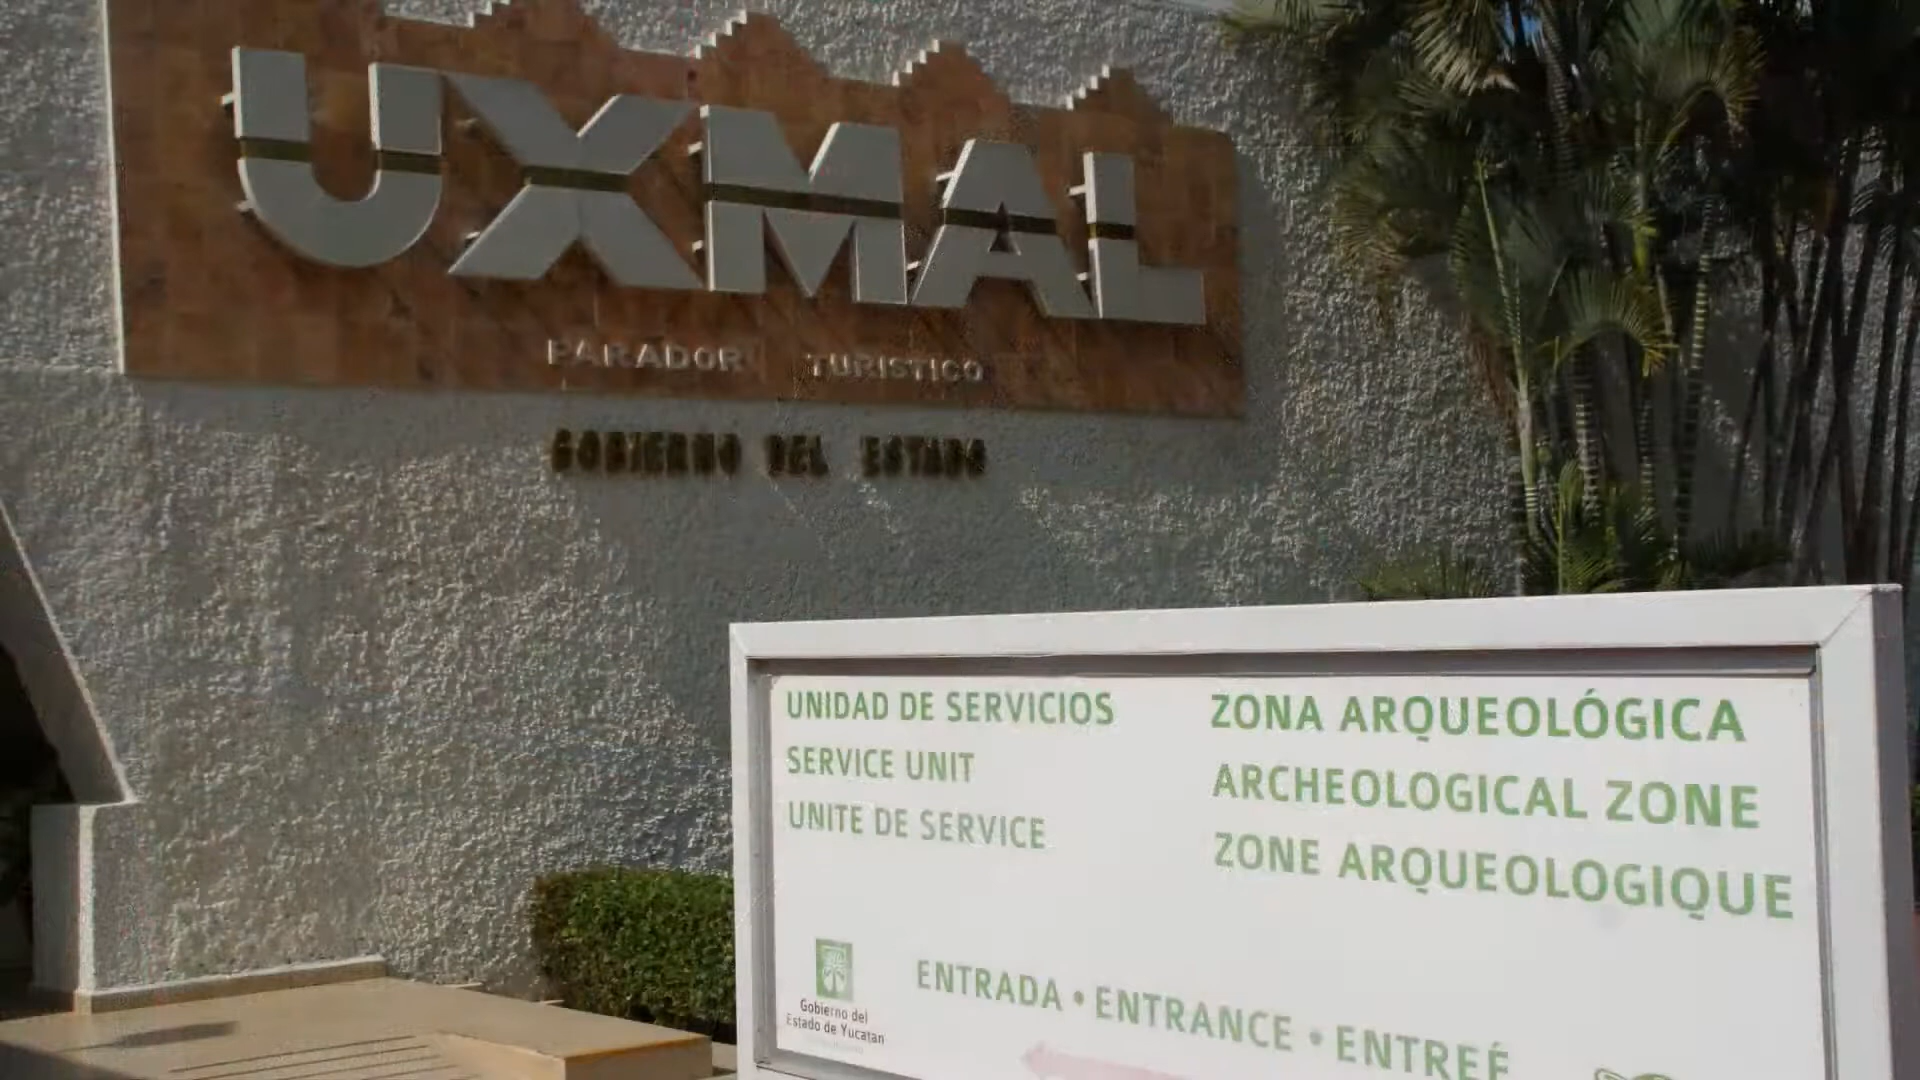 UXMAL
PARADOR TURISTICO
GOBIERNO DEL ESTADO
UNIDAD DE SERVICIOS
SERVICE UNIT
UNITE DE SERVICE
ZONA ARQUEOLÓGICA
ARCHEOLOGICAL ZONE
ZONE ARQUEOLOGIQUE
Gobierno del
Estado de Yucatan
ENTRADA • ENTRANCE • ENTREÉ